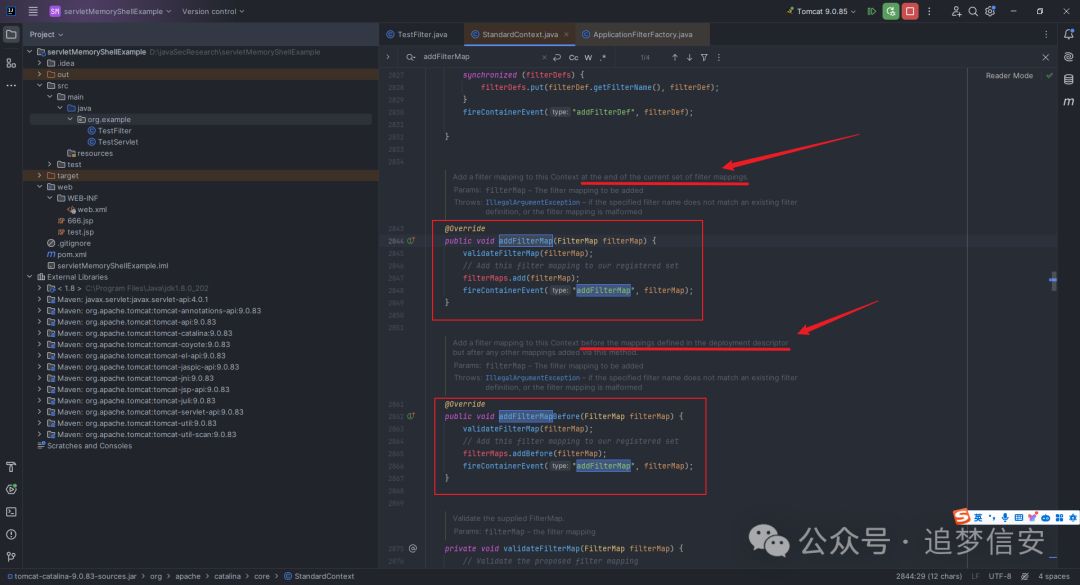 servletMemoryShellExample
Version control
Tomcat 9.0.85
Project
TestFilter.java
StandardContext.java
ApplicationFilterFactory.java
servletMemoryShellExample D:\javaSecResearch\servletMemoryShellExample
.idea
out
src
main
java
org.example
TestFilter
TestServlet
resources
test
target
web
WEB-INF
web.xml
666.jsp
test.jsp
.gitignore
pom.xml
servletMemoryShellExample.iml
External Libraries
< 1.8 > C:\Program Files\Java\jdk1.8.0_202
Maven: javax.servlet:javax.servlet-api:4.0.1
Maven: org.apache.tomcat:tomcat-annotations-api:9.0.83
Maven: org.apache.tomcat:tomcat-api:9.0.83
Maven: org.apache.tomcat:tomcat-catalina:9.0.83
Maven: org.apache.tomcat:tomcat-coyote:9.0.83
Maven: org.apache.tomcat:tomcat-el-api:9.0.83
Maven: org.apache.tomcat:tomcat-jaspic-api:9.0.83
Maven: org.apache.tomcat:tomcat-jni:9.0.83
Maven: org.apache.tomcat:tomcat-jsp-api:9.0.83
Maven: org.apache.tomcat:tomcat-juli:9.0.83
Maven: org.apache.tomcat:tomcat-servlet-api:9.0.83
Maven: org.apache.tomcat:tomcat-util:9.0.83
Maven: org.apache.tomcat:tomcat-util-scan:9.0.83
Scratches and Consoles
addFilterMap
Cc W .* 1/4
Reader Mode
2827 synchronized (filterDefs) {
2828 filterDefs.put(filterDef.getFilterName(), filterDef);
2829 }
2830 fireContainerEvent( type: "addFilterDef", filterDef);
2831
2832 }
2833
2834
Add a filter mapping to this Context at the end of the current set of filter mappings.
Params: filterMap – The filter mapping to be added
Throws: IllegalArgumentException – if the specified filter name does not match an existing filter
definition, or the filter mapping is malformed
2843 @Override
2844 public void addFilterMap(FilterMap filterMap) {
2845 validateFilterMap(filterMap);
2846 // Add this filter mapping to our registered set
2847 filterMaps.add(filterMap);
2848 fireContainerEvent( type: "addFilterMap", filterMap);
2849 }
2850
2851
Add a filter mapping to this Context before the mappings defined in the deployment descriptor
but after any other mappings added via this method.
Params: filterMap – The filter mapping to be added
Throws: IllegalArgumentException – if the specified filter name does not match an existing filter
definition, or the filter mapping is malformed
2861 @Override
2862 public void addFilterMapBefore(FilterMap filterMap) {
2863 validateFilterMap(filterMap);
2864 // Add this filter mapping to our registered set
2865 filterMaps.addBefore(filterMap);
2866 fireContainerEvent( type: "addFilterMap", filterMap);
2867 }
2868
2869
Validate the supplied FilterMap.
Params: filterMap – the filter mapping
2875 private void validateFilterMap(FilterMap filterMap) {
2876 // Validate the proposed filter mapping
英
公众号 · 追梦信安
tomcat-catalina-9.0.83-sources.jar > org > apache > catalina > core > StandardContext
2844:29 (12 chars) LF UTF-8 4 spaces